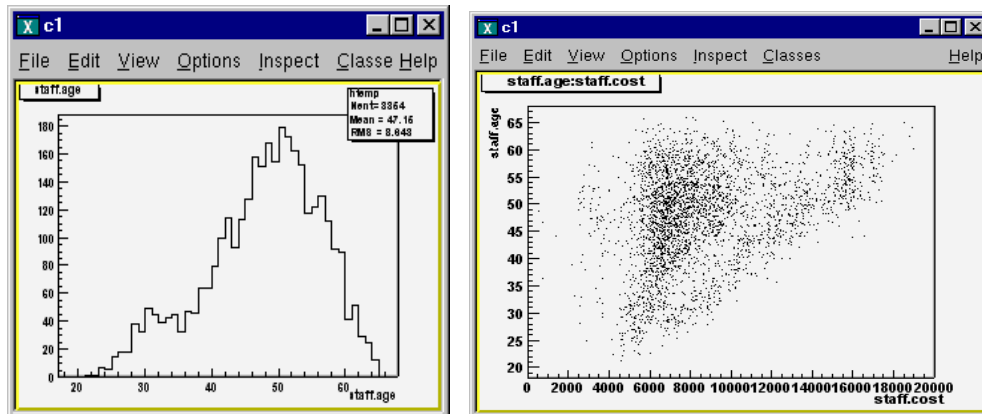 c1
File Edit View Options Inspect Classe Help
staff.age
htemp
Nent=3354
Mean = 47.15
RMS = 8.643
180
160
140
120
100
80
60
40
20
0
20 30 40 50 60
staff.age
c1
File Edit View Options Inspect Classes Help
staff.age:staff.cost
staff.age
65
60
55
50
45
40
35
30
25
20
0 2000 4000 6000 8000 10000 12000 14000 16000 18000 20000
staff.cost